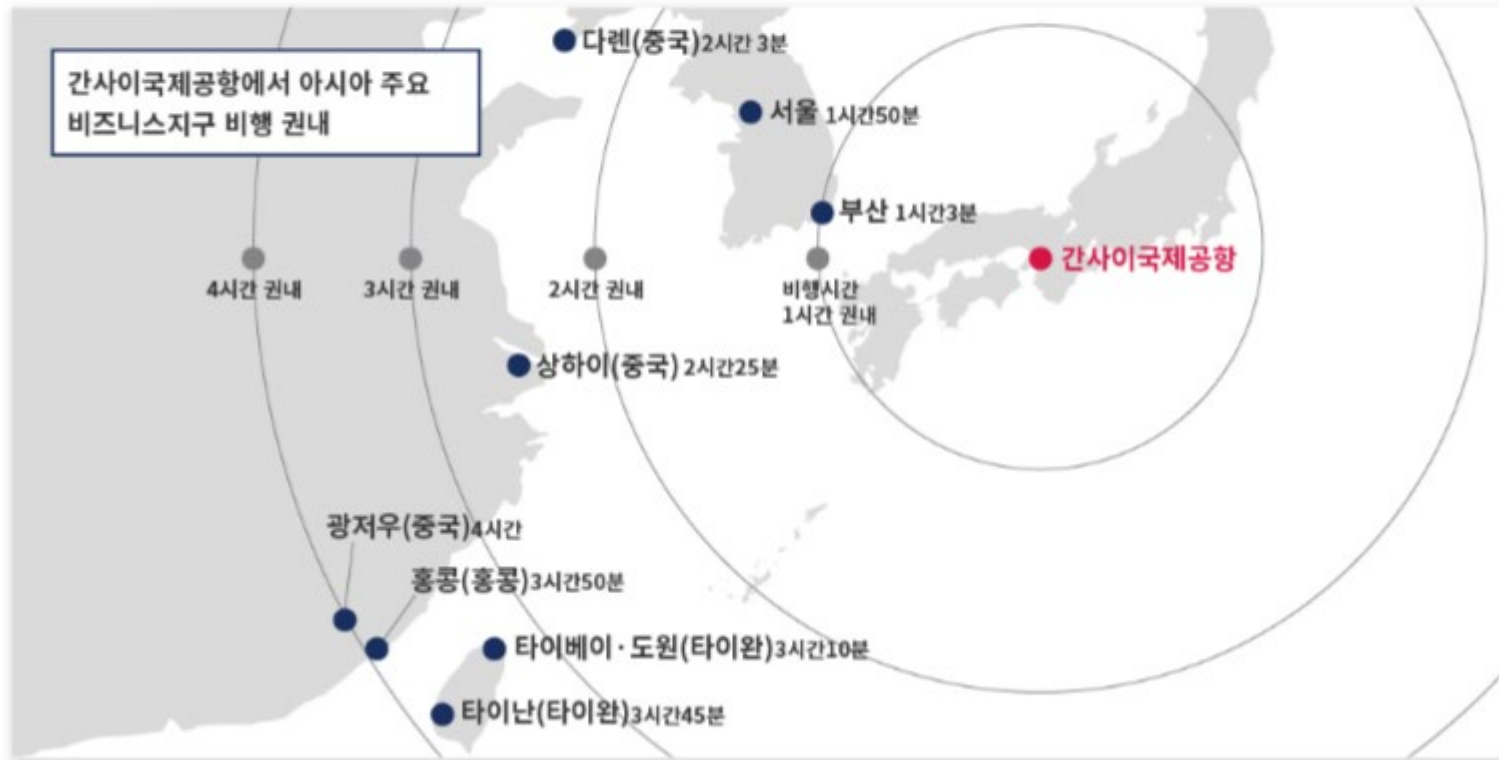 간사이국제공항에서 아시아 주요
비즈니스지구 비행 권내
다롄(중국)2시간 3분
서울 1시간50분
부산 1시간3분
간사이국제공항
4시간 권내
3시간 권내
2시간 권내
비행시간
1시간 권내
상하이(중국) 2시간25분
광저우(중국)4시간
홍콩(홍콩)3시간50분
타이베이·도원(타이완)3시간10분
타이난(타이완)3시간45분